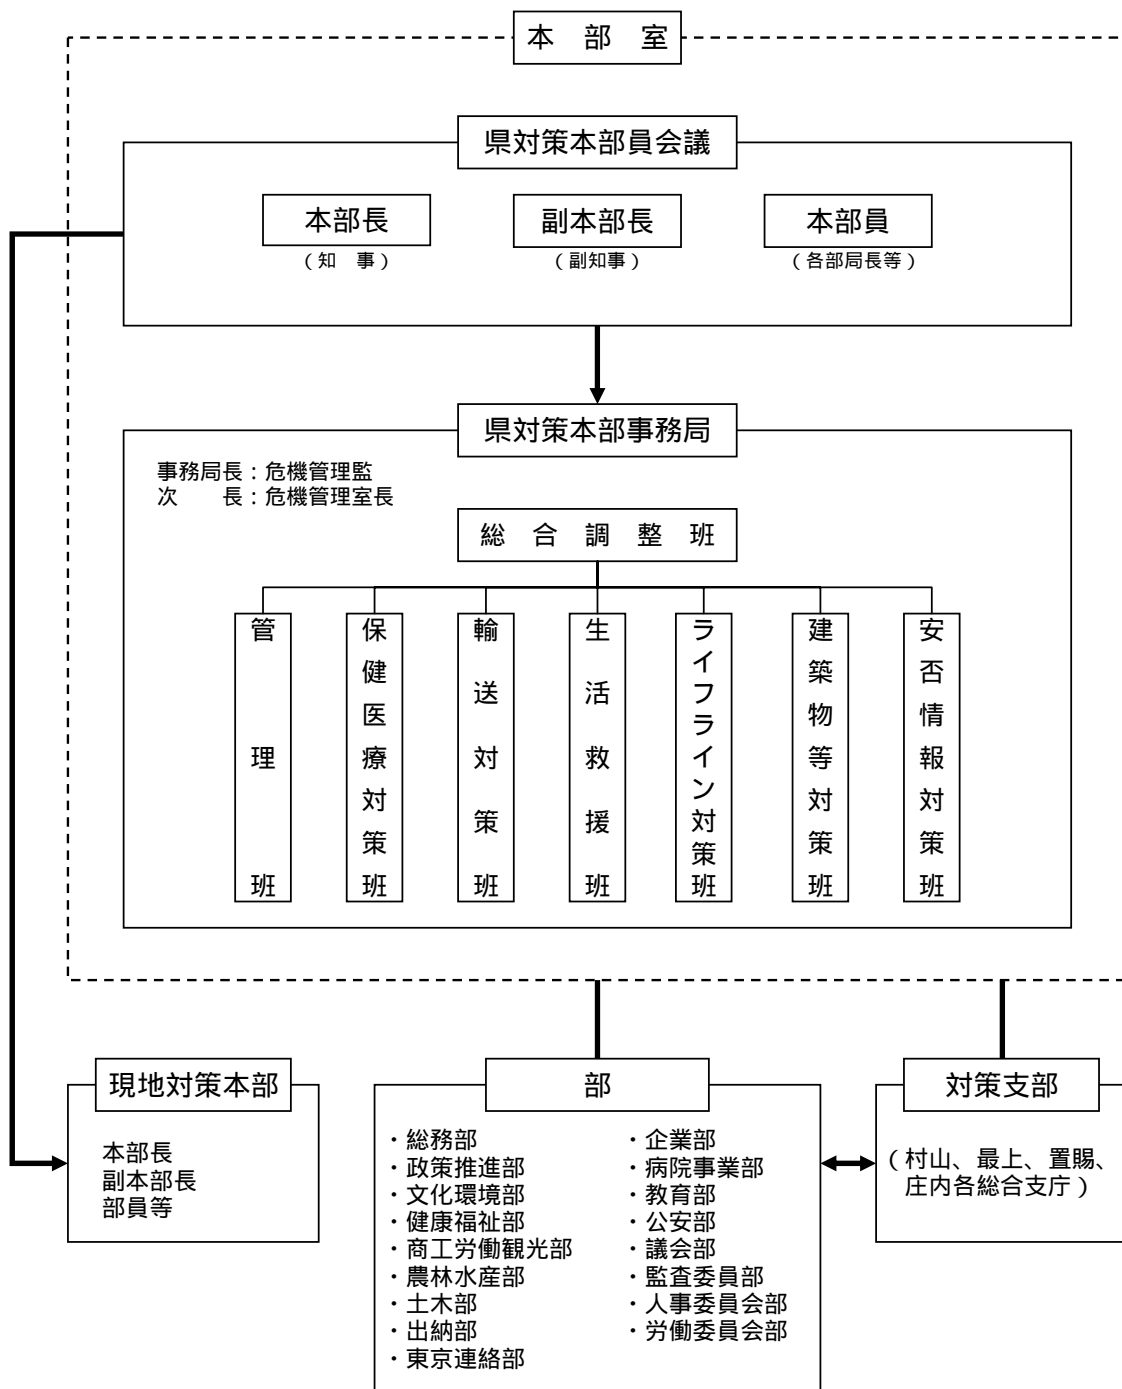 本　部　室
県対策本部員会議
本部長
（知　事）
副本部長
（副知事）
本部員
（各部局長等）
県対策本部事務局
事務局長：危機管理監
次　　長：危機管理室長
総　合　調　整　班
管理班
保健医療対策班
輸送対策班
生活救援班
ライフライン対策班
建築物等対策班
安否情報対策班
現地対策本部
本部長
副本部長
部員等
部
・総務部
・政策推進部
・文化環境部
・健康福祉部
・商工労働観光部
・農林水産部
・土木部
・出納部
・東京連絡部
・企業部
・病院事業部
・教育部
・公安部
・議会部
・監査委員部
・人事委員会部
・労働委員会部
対策支部
（村山、最上、置賜、
庄内各総合支庁）